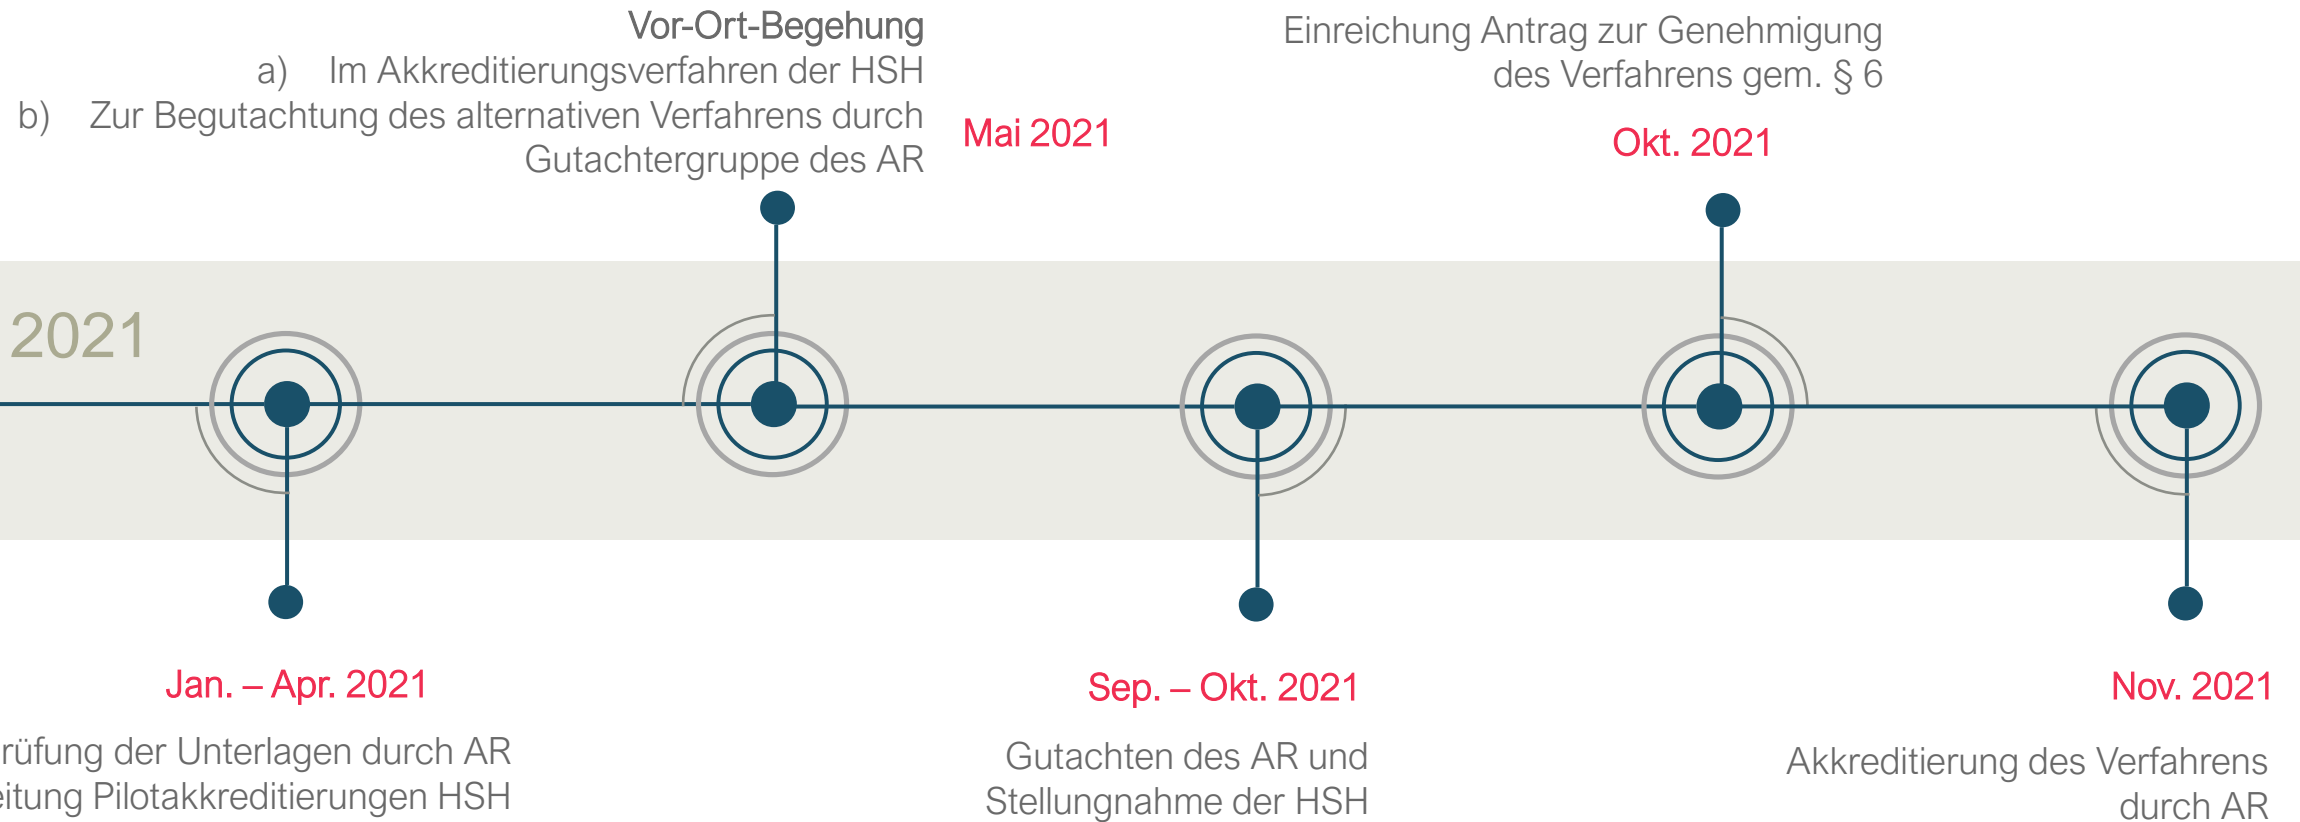 Vor-Ort-Begehung
a) Im Akkreditierungsverfahren der HSH
b) Zur Begutachtung des alternativen Verfahrens durch
Gutachtergruppe des AR
Mai 2021
Einreichung Antrag zur Genehmigung
des Verfahrens gem. § 6
Okt. 2021
2021
Jan. – Apr. 2021
der Unterlagen durch AR
Pilotakkreditierungen HSH
Sep. – Okt. 2021
Gutachten des AR und
Stellungnahme der HSH
Nov. 2021
Akkreditierung des Verfahrens
durch AR